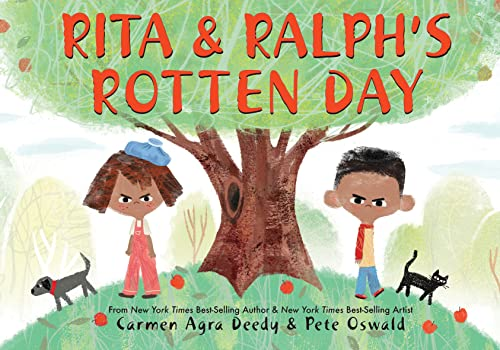 RITA & RALPH'S
ROTTEN DAY
From New York Times Best-Selling Author & New York Times Best-Selling Artist
Carmen Agra Deedy & Pete Oswald